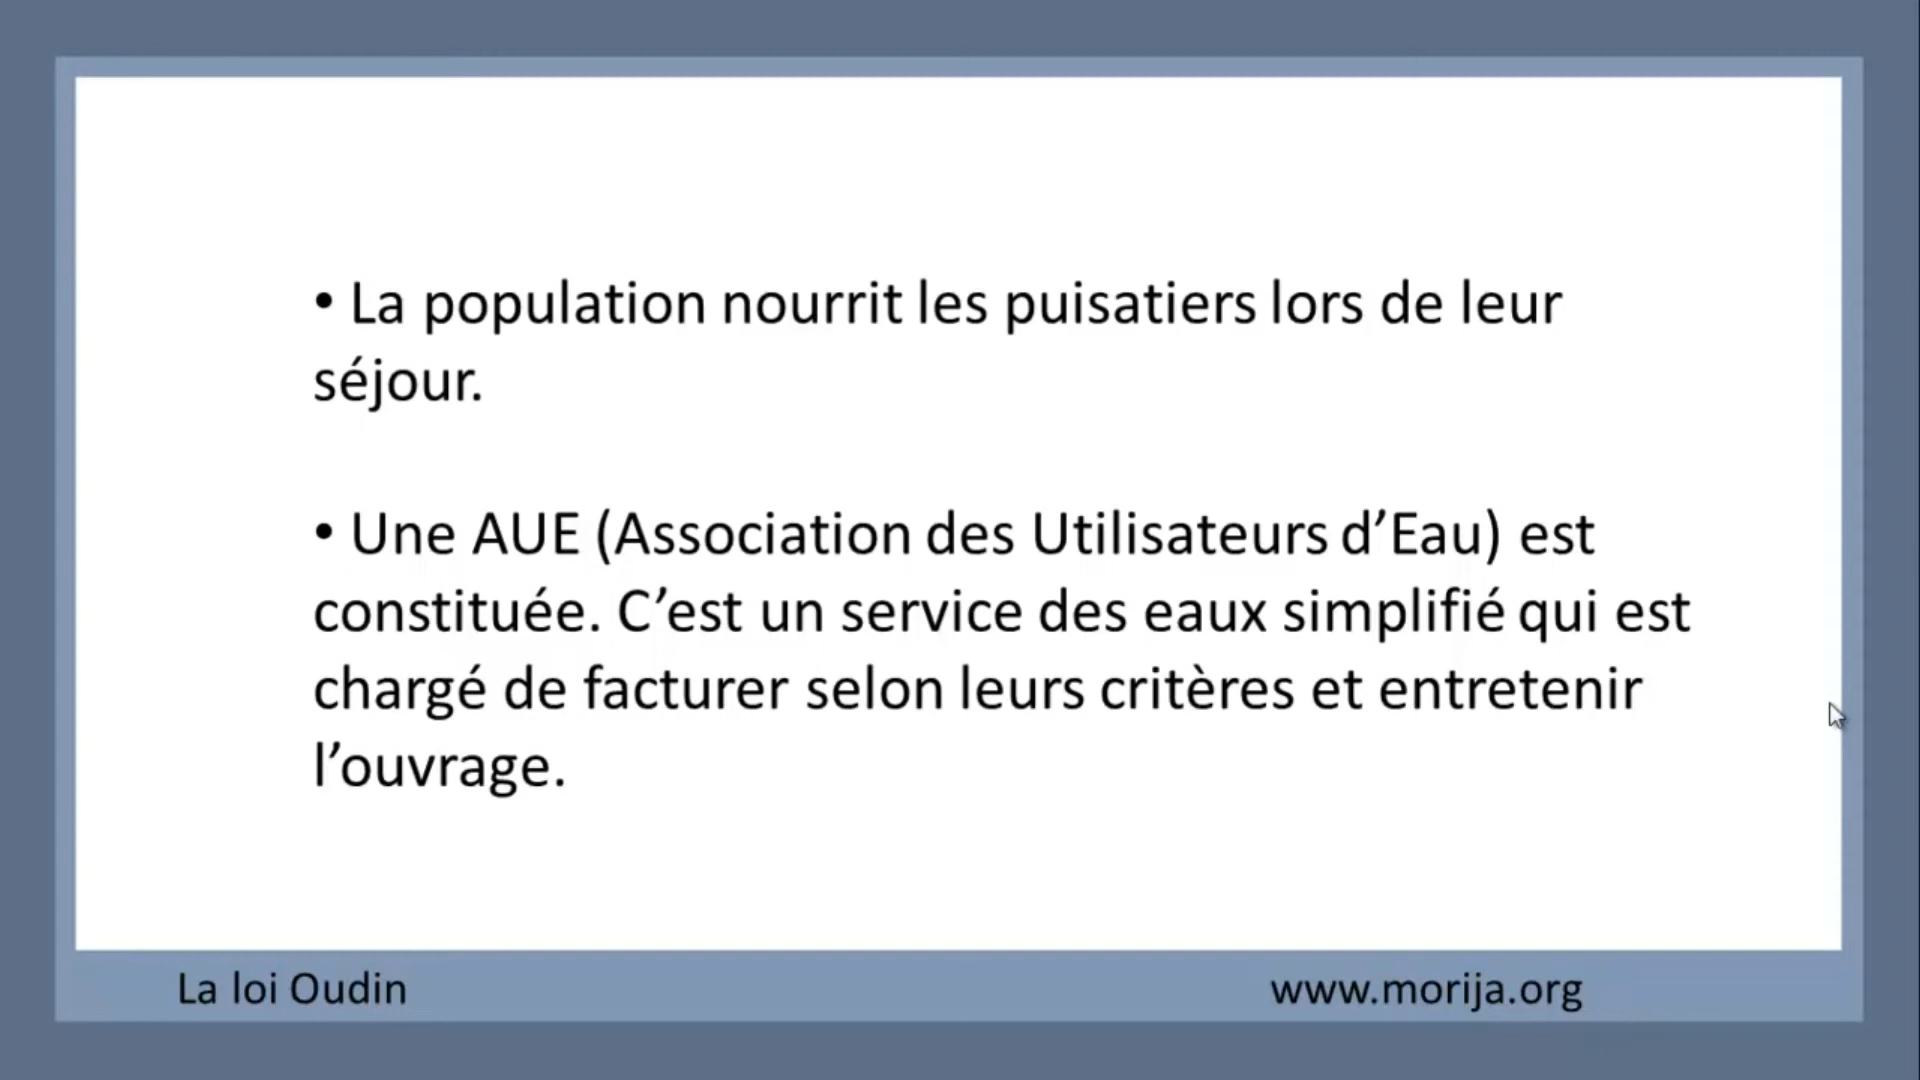 • La population nourrit les puisatiers lors de leur
séjour.
• Une AUE (Association des Utilisateurs d’Eau) est
constituée. C’est un service des eaux simplifié qui est
chargé de facturer selon leurs critères et entretenir
l’ouvrage.
La loi Oudin
www.morija.org